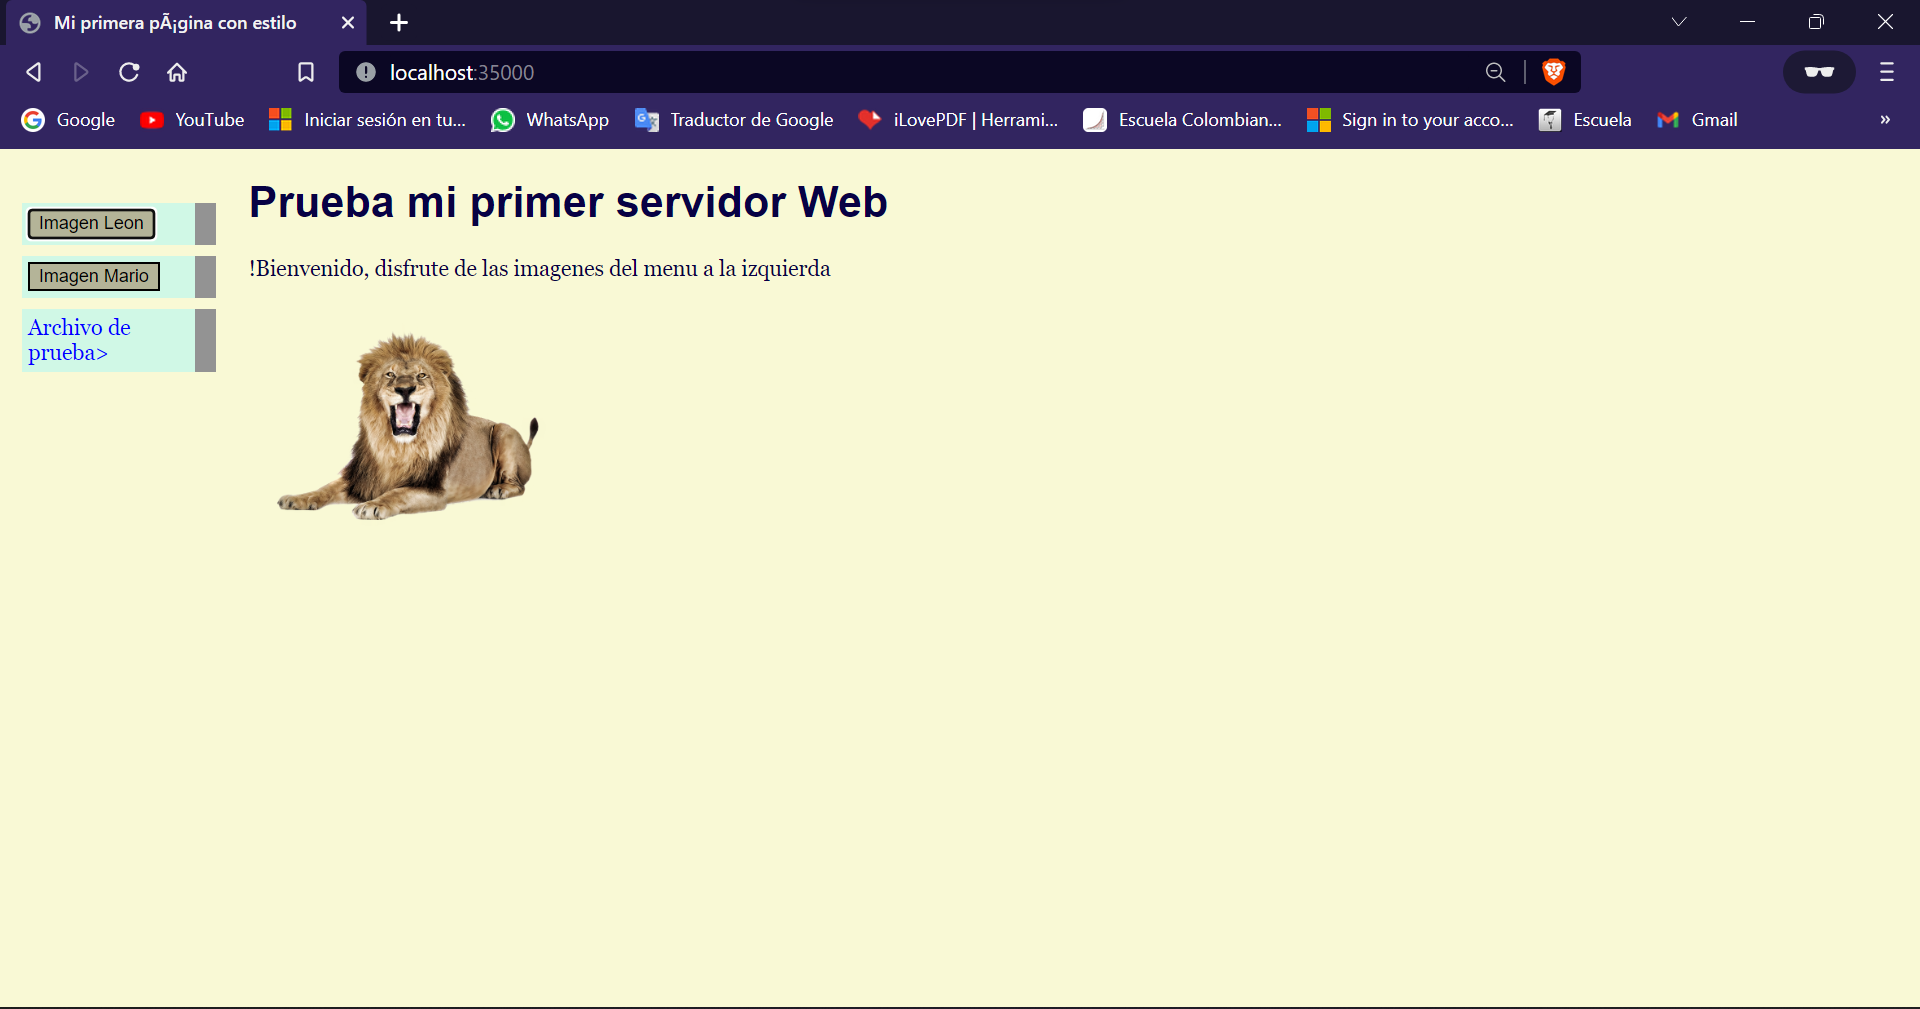 Mi primera pÃ¡gina con estilo
localhost:35000
Google
YouTube
Iniciar sesión en tu...
WhatsApp
Traductor de Google
iLovePDF | Herrami...
Escuela Colombian...
Sign in to your acco...
Escuela
Gmail
»
Imagen Leon
Imagen Mario
Archivo de
prueba>
Prueba mi primer servidor Web
!Bienvenido, disfrute de las imagenes del menu a la izquierda